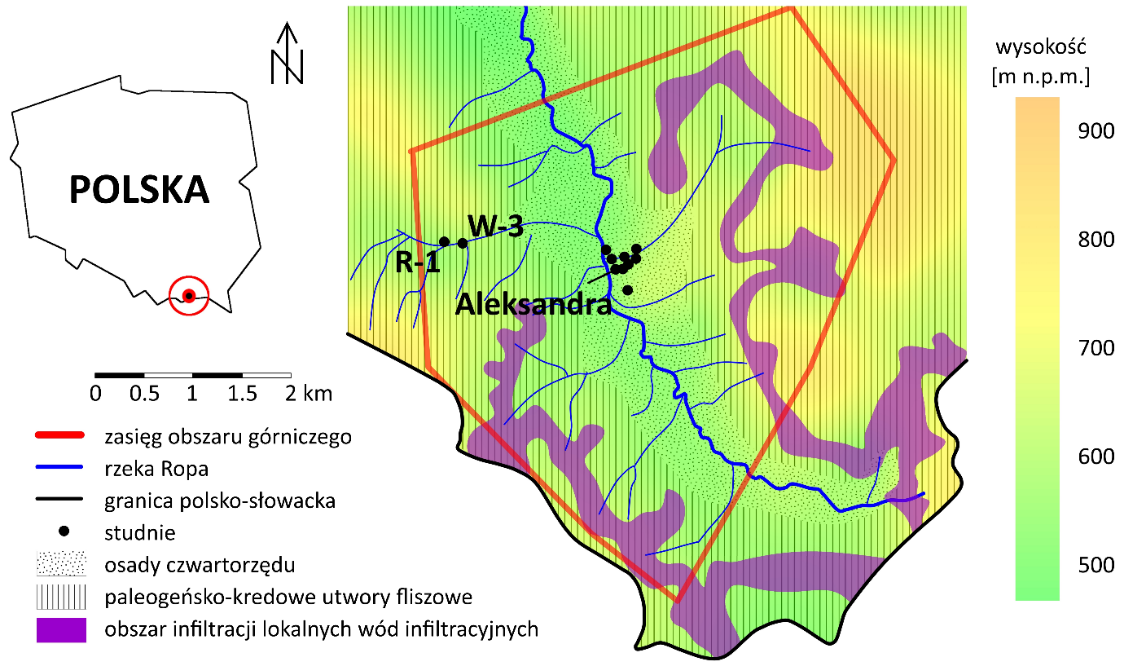 N
POLSKA
W-3
R-1
Aleksandra
wysokość
[m n.p.m.]
900
800
700
600
500
0 0.5 1 1.5 2 km
zasięg obszaru górniczego
rzeka Ropa
granica polsko-słowacka
studnie
osady czwartorzędu
paleogeńsko-kredowe utwory fliszowe
obszar infiltracji lokalnych wód infiltracyjnych